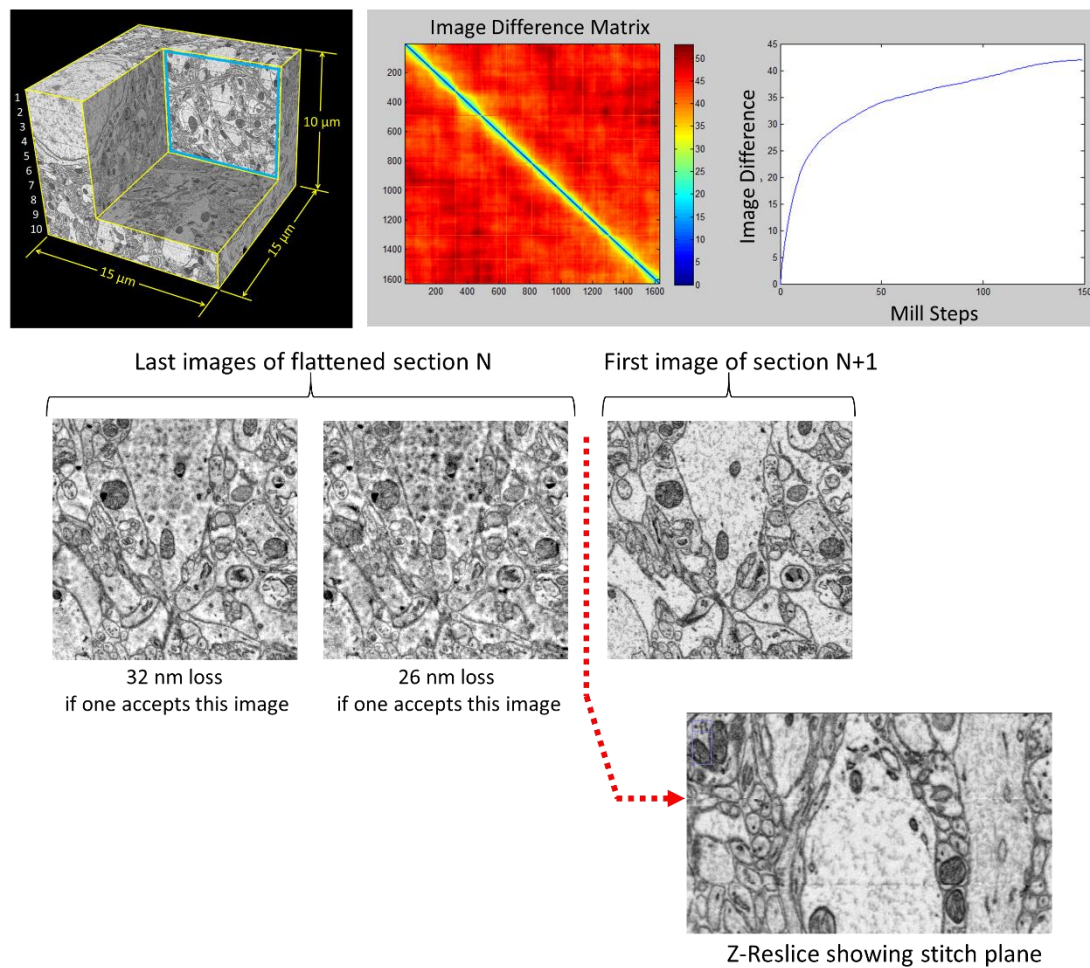 1
2
3
4
5
6
7
8
9
10
10 µm
15 µm
15 µm
Image Difference Matrix
200
400
600
800
1000
1200
1400
1600
200 400 600 800 1000 1200 1400 1600
50
45
40
35
30
25
20
15
10
5
0
Image Difference
45
40
35
30
25
20
15
10
5
0
0 50 100 150
Mill Steps
Last images of flattened section N
First image of section N+1
32 nm loss
if one accepts this image
26 nm loss
if one accepts this image
Z-Reslice showing stitch plane